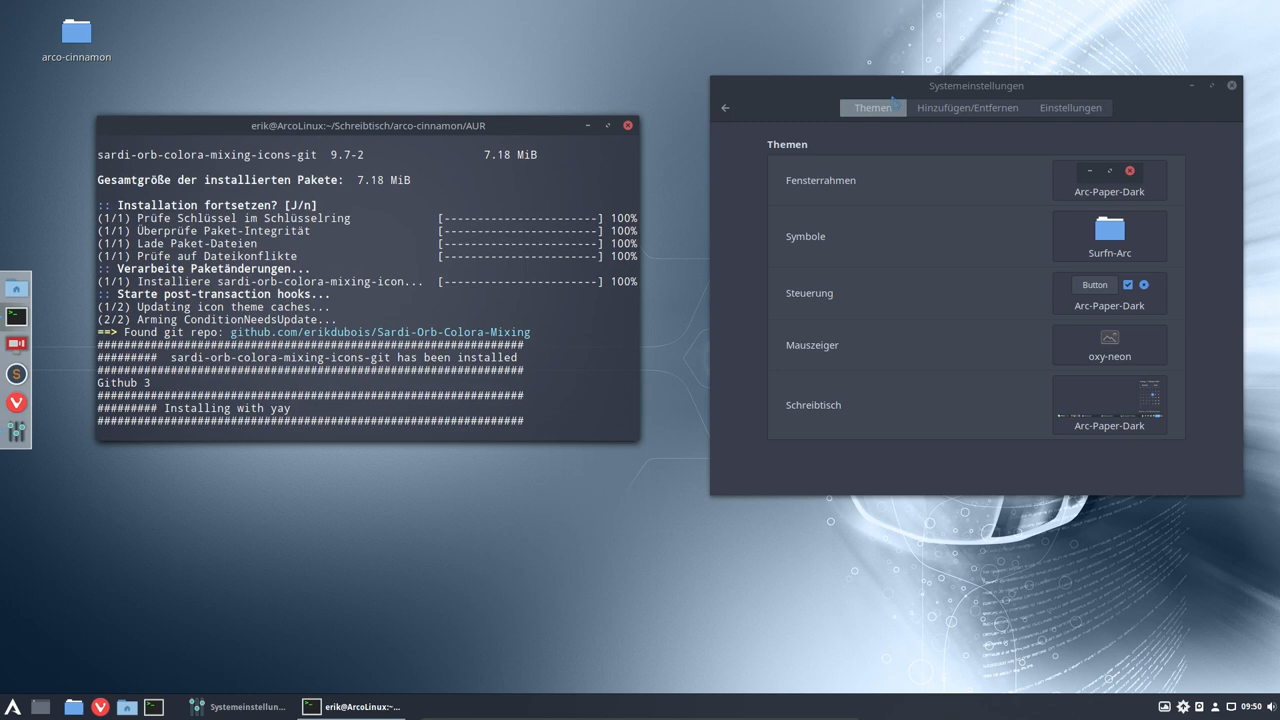 arco-cinnamon
erik@ArcoLinux:~/Schreibtisch/arco-cinnamon/AUR
sardi-orb-colora-mixing-icons-git  9.7-2                      7.18 MiB
Gesamtgröße der installierten Pakete:  7.18 MiB
:: Installation fortsetzen? [J/n]
(1/1) Prüfe Schlüssel im Schlüsselring             [-----------------------] 100%
(1/1) Überprüfe Paket-Integrität                   [-----------------------] 100%
(1/1) Lade Paket-Dateien                           [-----------------------] 100%
(1/1) Prüfe auf Dateikonflikte                     [-----------------------] 100%
:: Verarbeite Paketänderungen...
(1/1) Installiere sardi-orb-colora-mixing-icon...  [-----------------------] 100%
:: Starte post-transaction hooks...
(1/2) Updating icon theme caches...
(2/2) Arming ConditionNeedsUpdate...
==> Found git repo: github.com/erikdubois/Sardi-Orb-Colora-Mixing
################################################################
#########  sardi-orb-colora-mixing-icons-git has been installed
################################################################
Github 3
################################################################
######### Installing with yay
################################################################
Systemeinstellungen
Themen
Hinzufügen/Entfernen
Einstellungen
Themen
Fensterrahmen
Arc-Paper-Dark
Symbole
Surfn-Arc
Steuerung
Button
Arc-Paper-Dark
Mauszeiger
oxy-neon
Schreibtisch
Arc-Paper-Dark
Systemeinstellun...
erik@ArcoLinux:~...
09:50